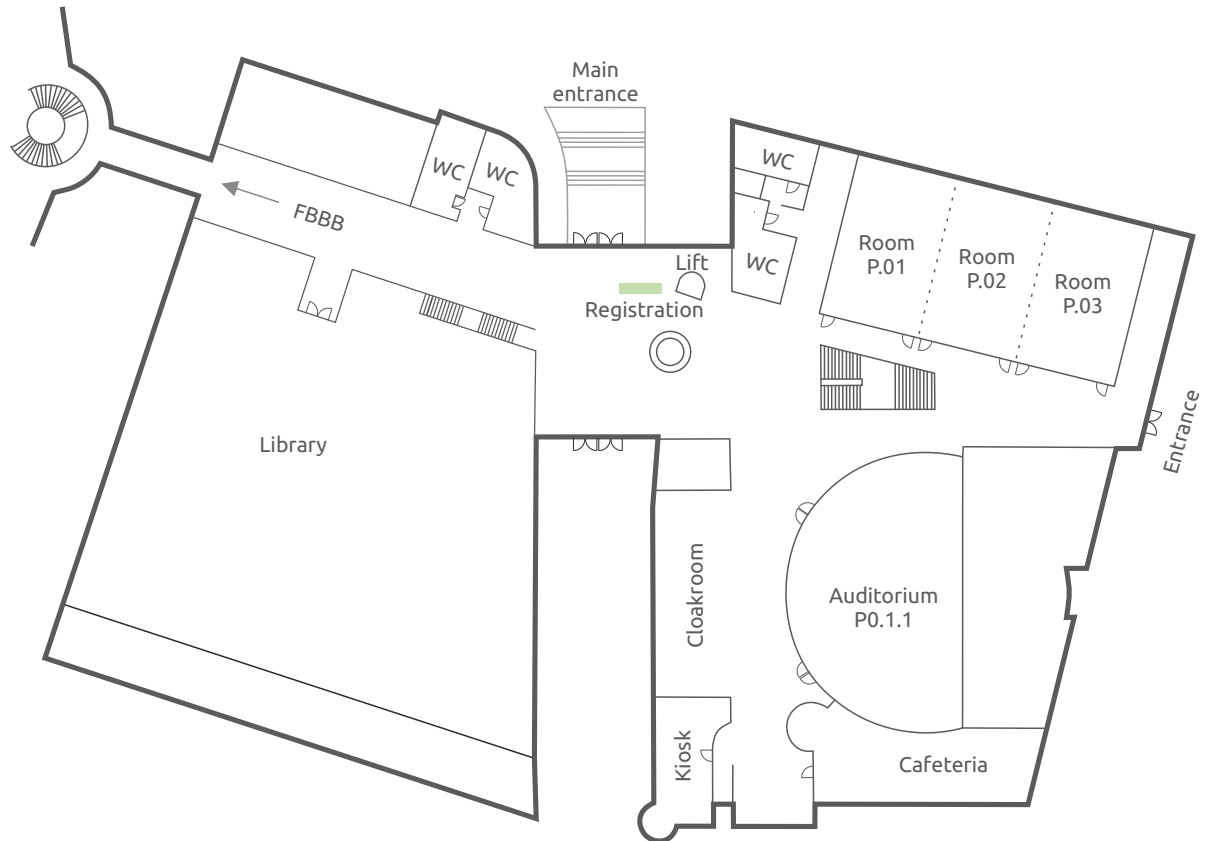 Main
entrance
WC
WC
WC
FBBB
Room
P.01
Room
P.02
Lift
WC
Room
P.03
Registration
Entrance
Library
Cloakroom
Auditorium
P0.1.1
Kiosk
Cafeteria